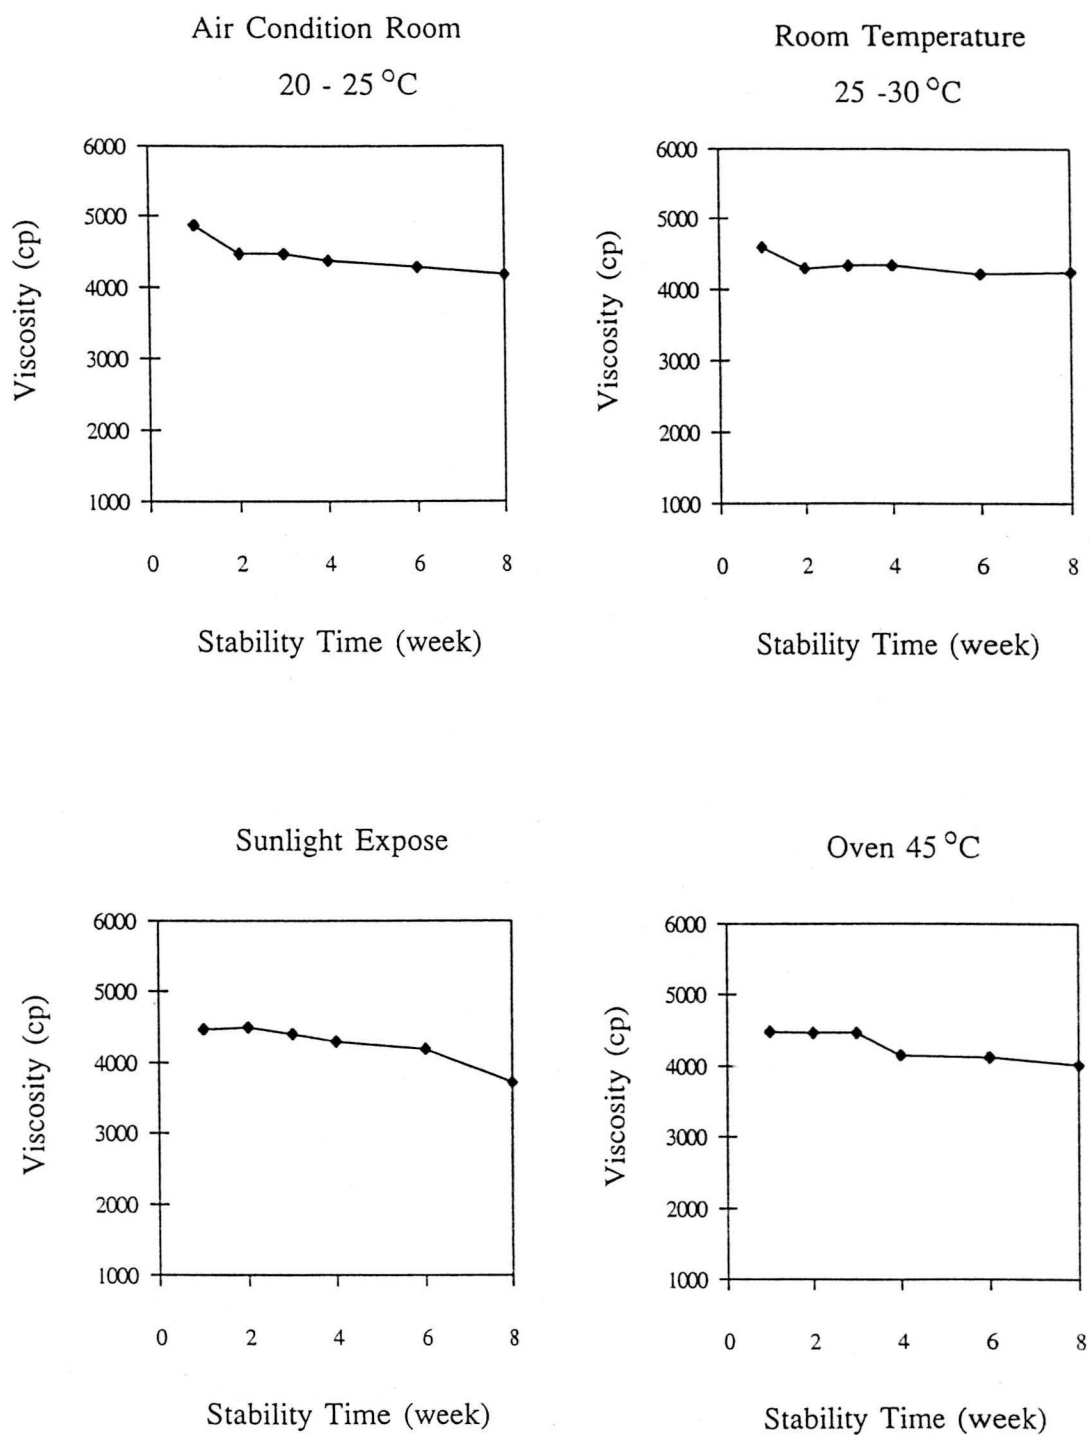 Air Condition Room
20 - 25 °C
6000
5000
4000
3000
2000
1000
Viscosity (cp)
0 2 4 6 8
Stability Time (week)
Room Temperature
25 -30 °C
6000
5000
4000
3000
2000
1000
Viscosity (cp)
0 2 4 6 8
Stability Time (week)
Sunlight Expose
6000
5000
4000
3000
2000
1000
Viscosity (cp)
0 2 4 6 8
Stability Time (week)
Oven 45 °C
6000
5000
4000
3000
2000
1000
Viscosity (cp)
0 2 4 6 8
Stability Time (week)